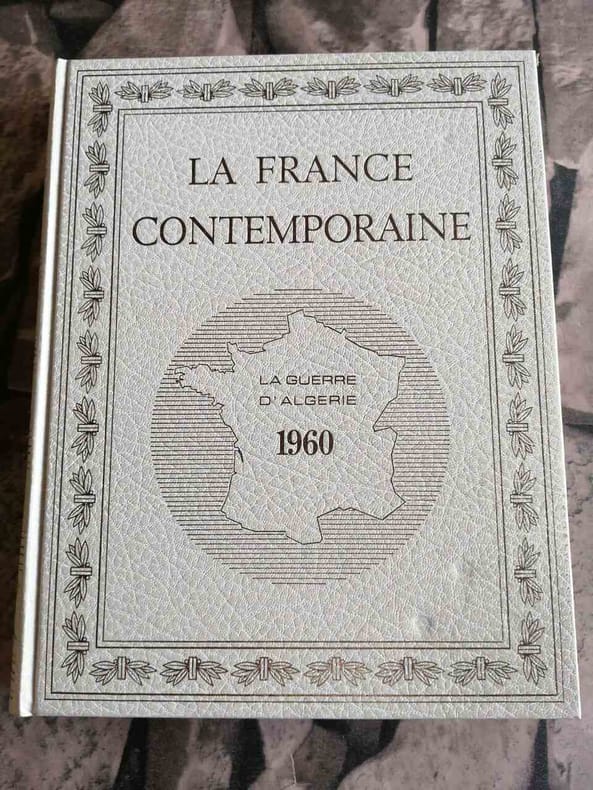 LA FRANCE
CONTEMPORAINE
LA GUERRE
D'ALGERIE
1960